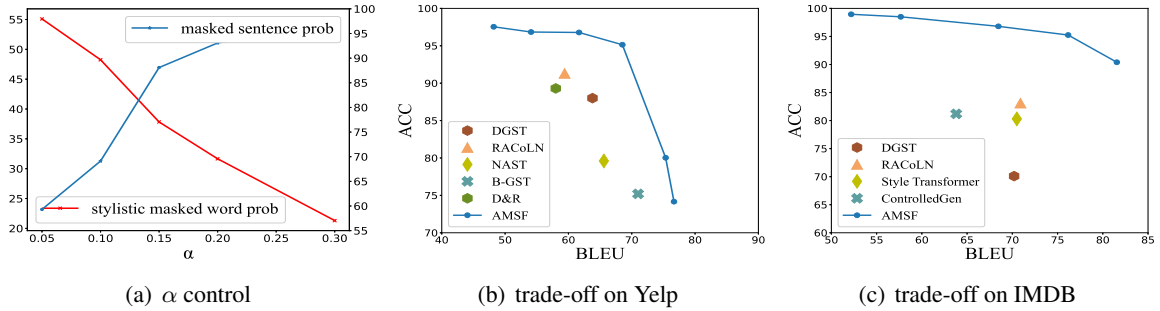 55
50
45
40
35
30
25
20
100
95
90
85
80
75
70
65
60
55
masked sentence prob
stylistic masked word prob
0.05 0.10 0.15 0.20 0.25 0.30
α
(a) α control
100
95
90
85
80
75
70
ACC
DGST
RACoLN
NAST
B-GST
D&R
AMSF
40 50 60 70 80 90
BLEU
(b) trade-off on Yelp
100
95
90
85
80
75
70
65
60
ACC
DGST
RACoLN
Style Transformer
ControlledGen
AMSF
50 55 60 65 70 75 80 85
BLEU
(c) trade-off on IMDB